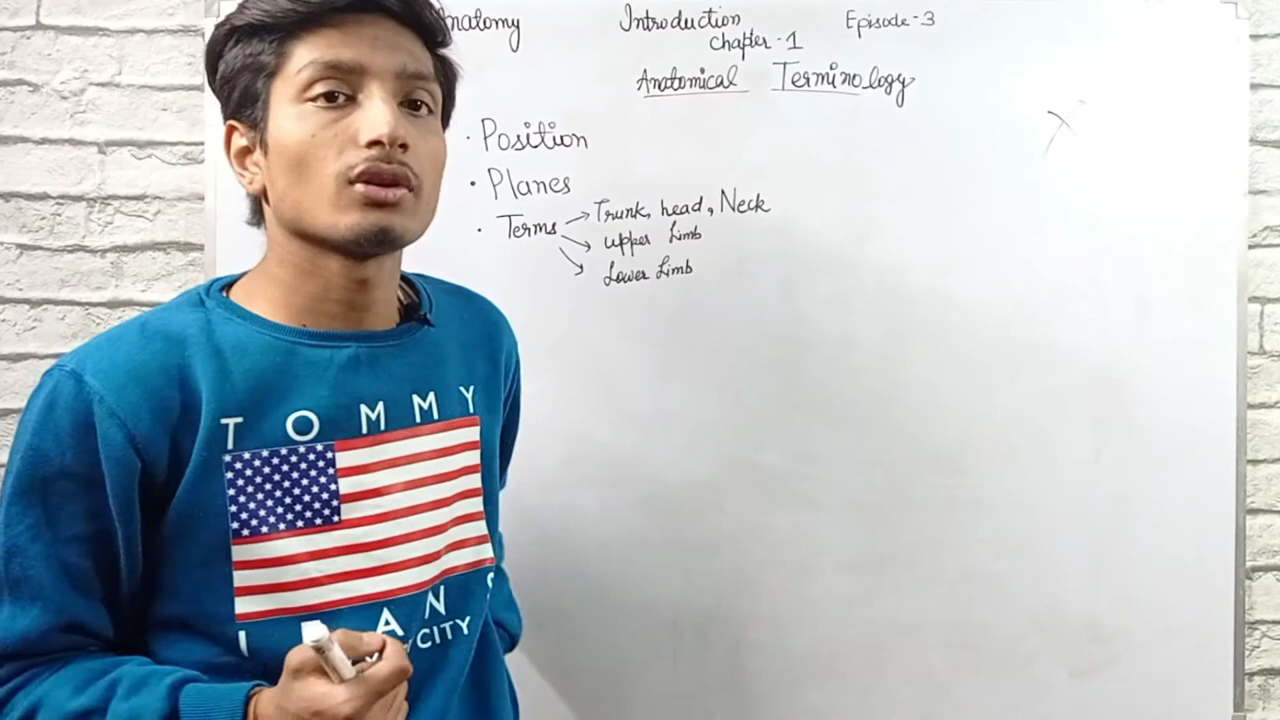 Anatomy Introduction Episode-3
Chapter-1
Anatomical Terminology
• Position
• Planes
• Terms → Trunk, head, Neck
→ upper Limb
→ Lower Limb
TOMMY
CITY